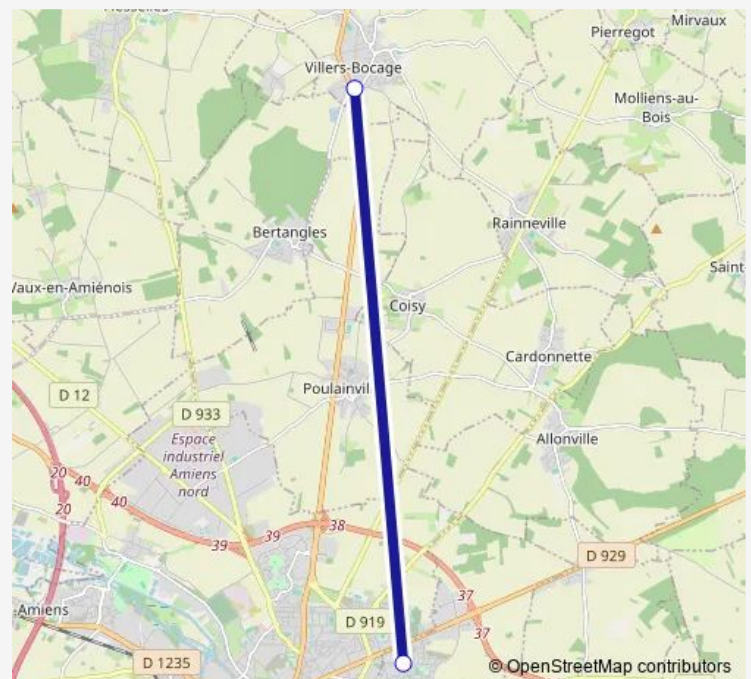 Mirvaux
Pierregot
Villers-Bocage
Molliens-au-
Bois
Rainneville
Bertangles
Saint
Vaux-en-Amiénois
Coisy
Cardonnette
Poulainvil
D 12
D 933
Espace
industriel
Amiens
nord
Allonville
20
40
20
40
38
39
39
D 929
37
Amiens
D 919
37
D 1235
© OpenStreetMap contributors